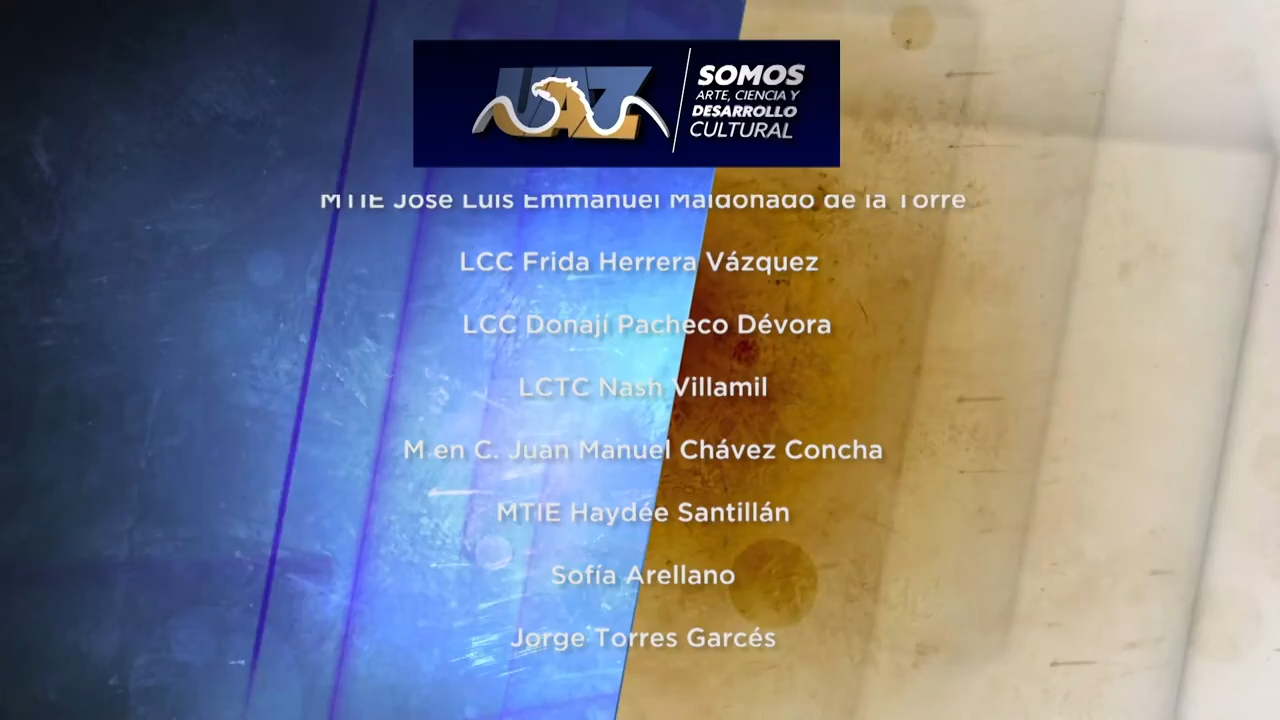 UAZ
SOMOS
ARTE, CIENCIA Y
DESARROLLO
CULTURAL
MTIE José Luis Emmanuel Maldonado de la Torre
LCC Frida Herrera Vázquez
LCC Donají Pacheco Dévora
LCTC Nash Villamil
M en C. Juan Manuel Chávez Concha
MTIE Haydée Santillán
Sofía Arellano
Jorge Torres Garcés